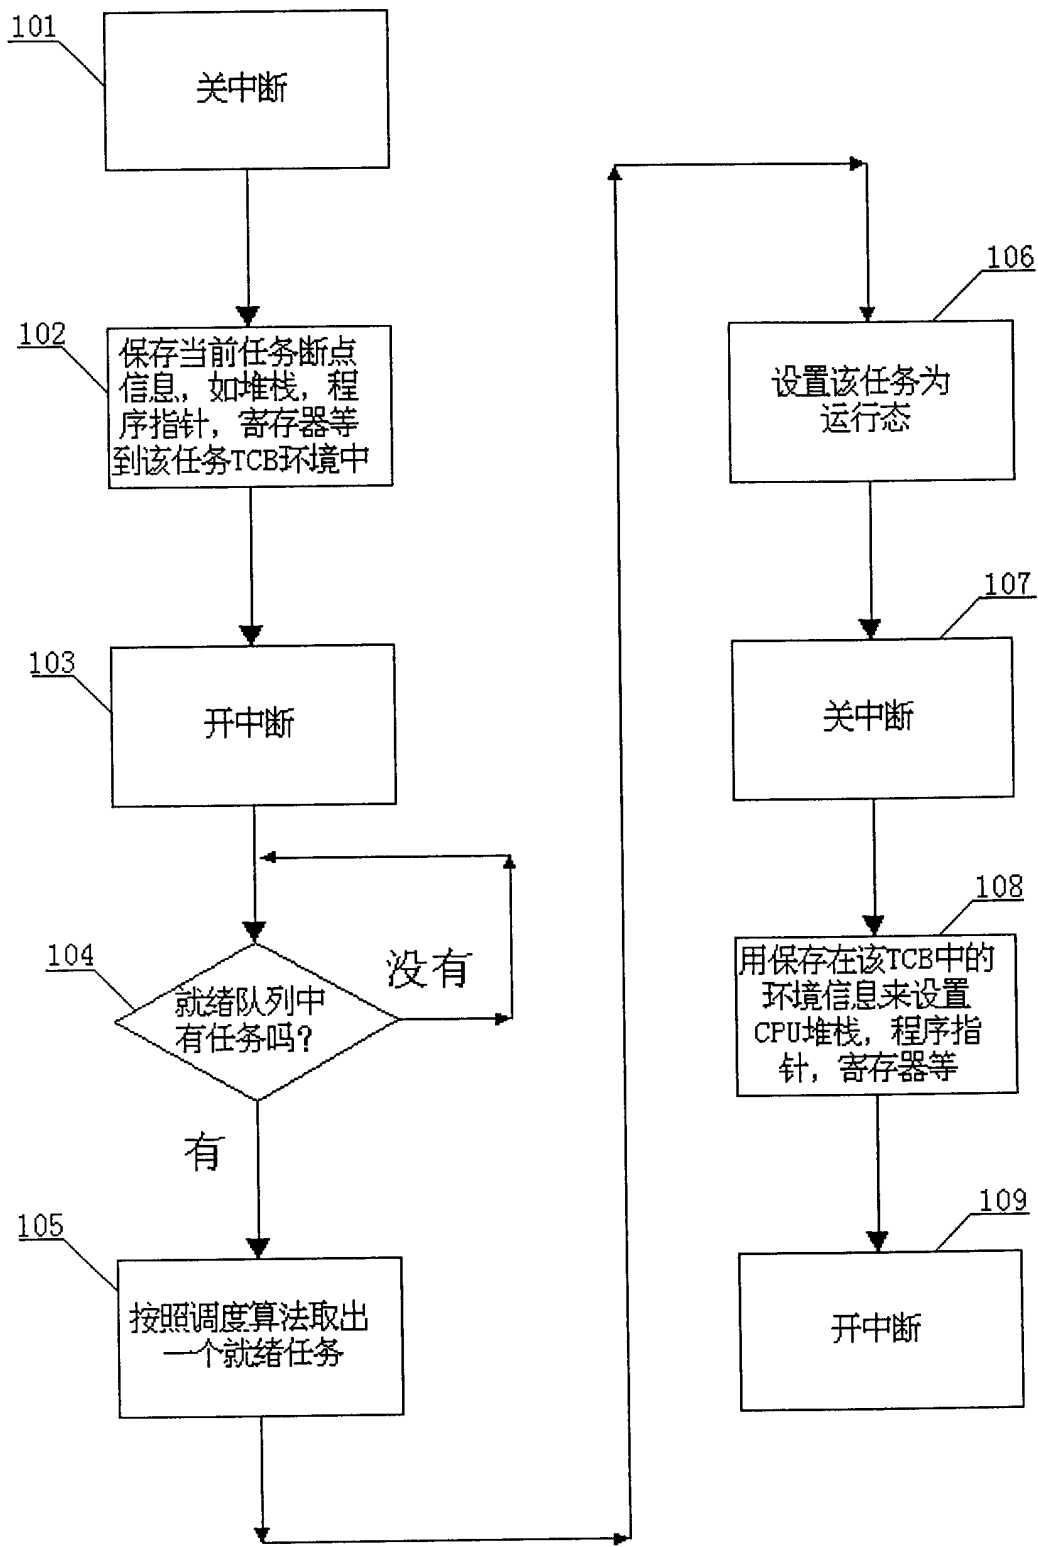 101
关中断
102
保存当前任务断点
信息，如堆栈，程
序指针，寄存器等
到该任务TCB环境中
103
开中断
104
就绪队列中
有任务吗?
没有
有
105
按照调度算法取出
一个就绪任务
106
设置该任务为
运行态
107
关中断
108
用保存在该TCB中的
环境信息来设置
CPU堆栈，程序指
针，寄存器等
109
开中断